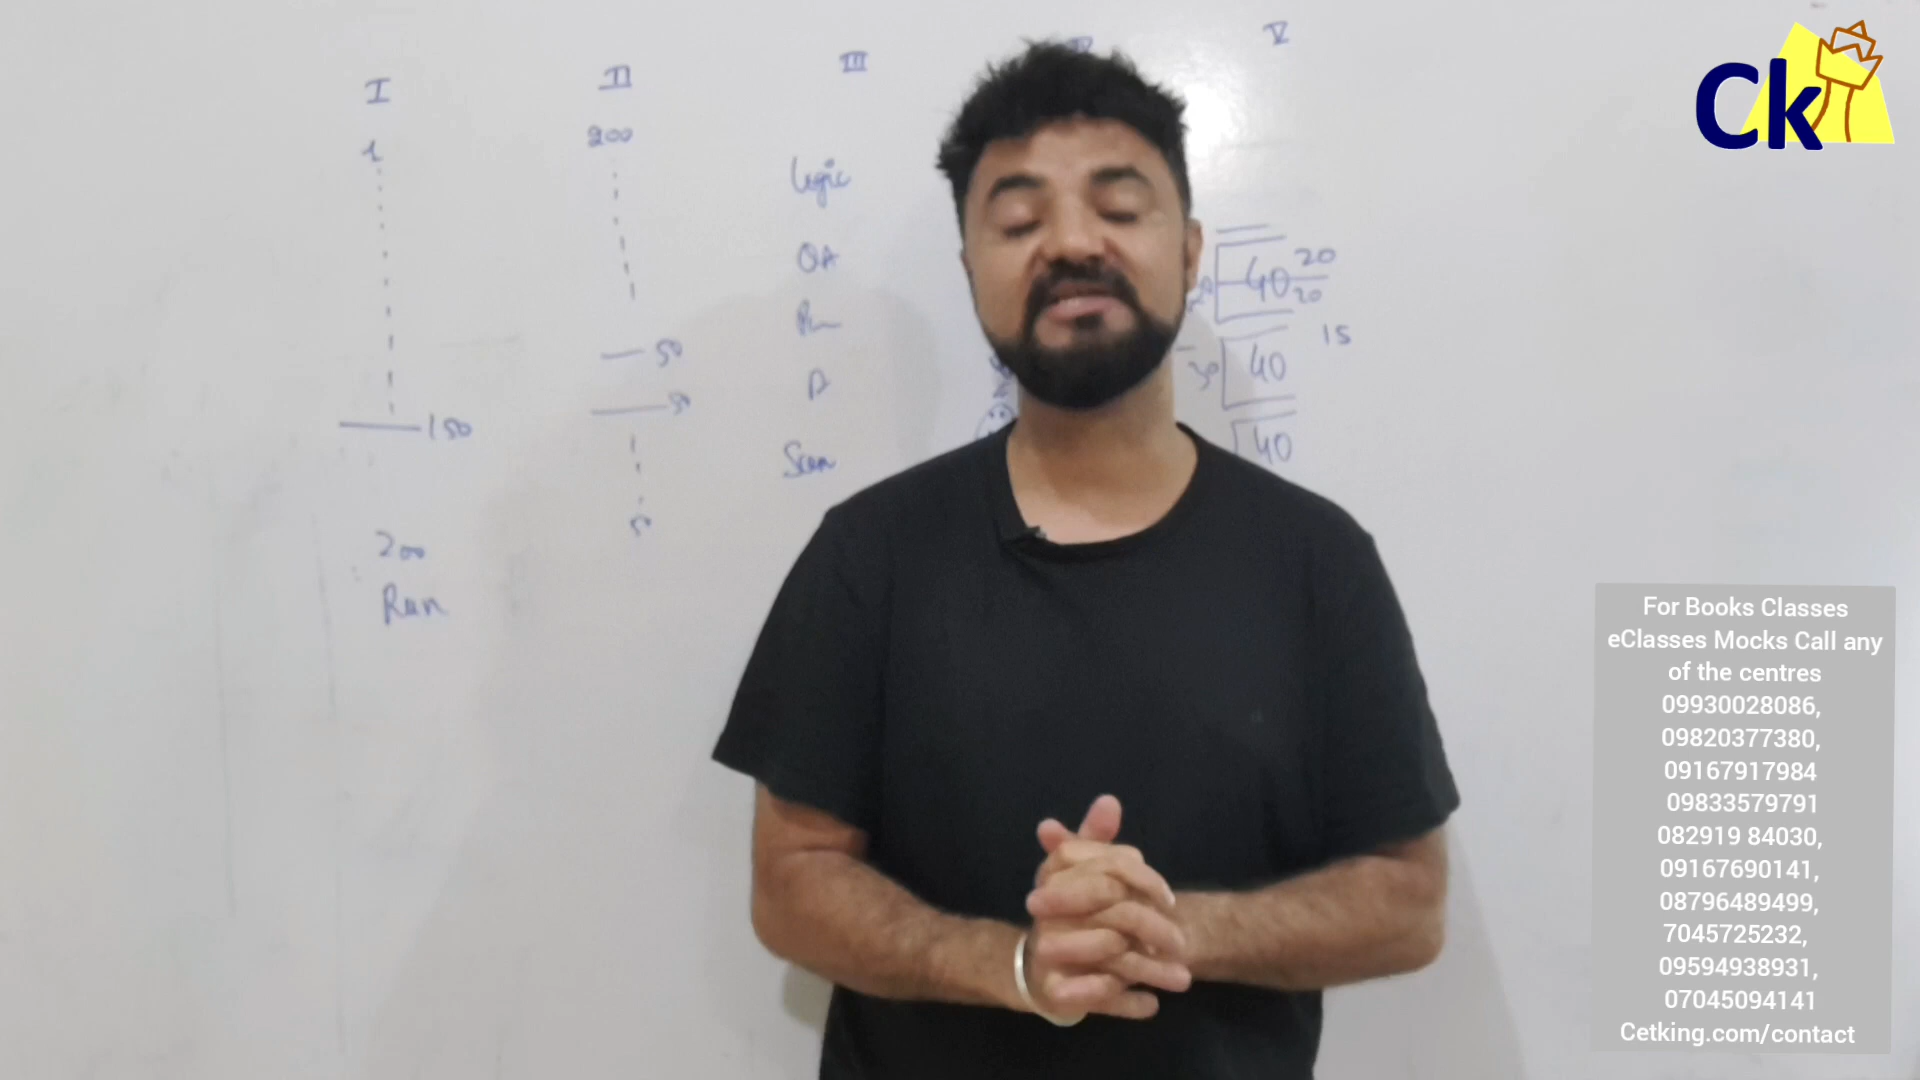 I
II
III
V
1
200
Logic
QA
40 20
20
15
50
40
150
40
200
Run
Ck
For Books Classes
eClasses Mocks Call any
of the centres
09930028086,
09820377380,
09167917984
09833579791
082919 84030,
09167690141,
08796489499,
7045725232,
09594938931,
07045094141
Cetking.com/contact